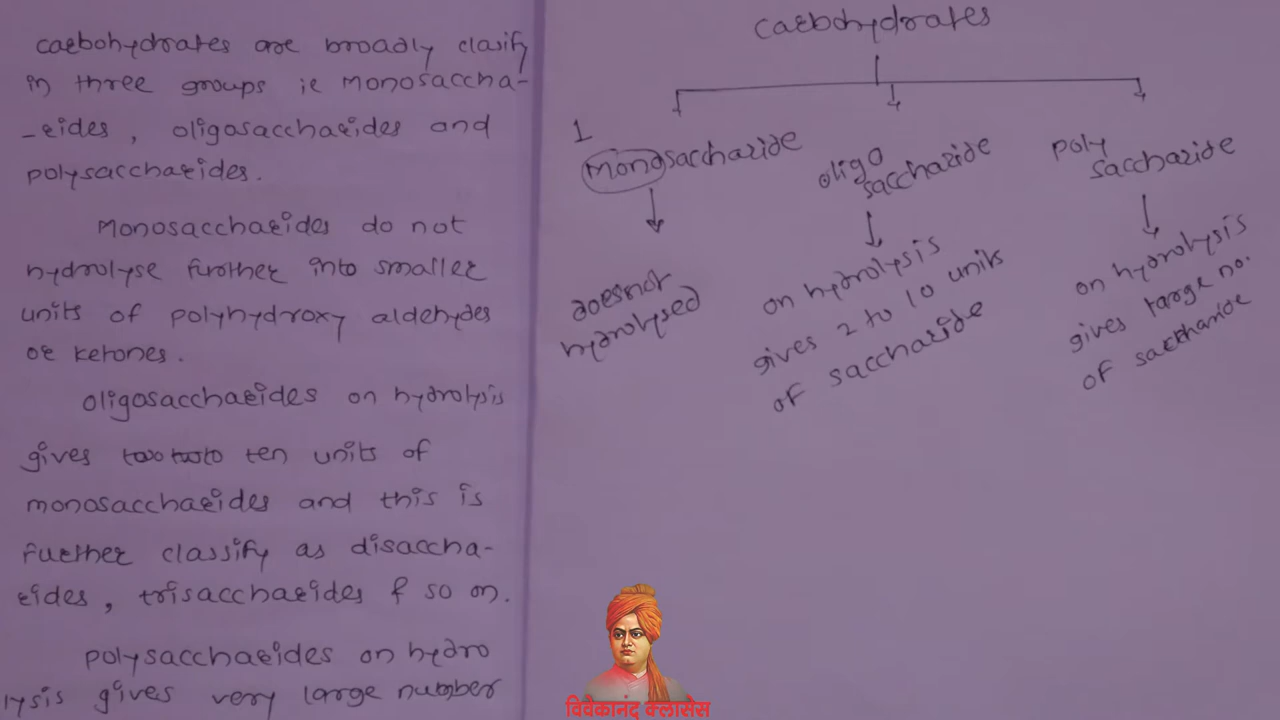 carbohydrates are broadly clasify
in three groups ie Monosaccha-
-rides, oligosaccharides and
polysaccharides.
Monosaccharides do not
hydrolyse further into smaller
units of polyhydroxy aldehydes
or ketones.
oligosaccharides on hydrolysis
gives two to ten units of
monosaccharides and this is
further classify as disaccha-
rides, trisaccharides & so on.
polysaccharides on hydro
lysis gives very large number
Carbohydrates
1
Monosaccharide
does not
hydrolysed
oligo
saccharide
on hydrolysis
gives 2 to 10 units
of saccharide
poly
saccharide
on hydrolysis
gives large no.
of saccharide
विवेकानंद क्लासेस